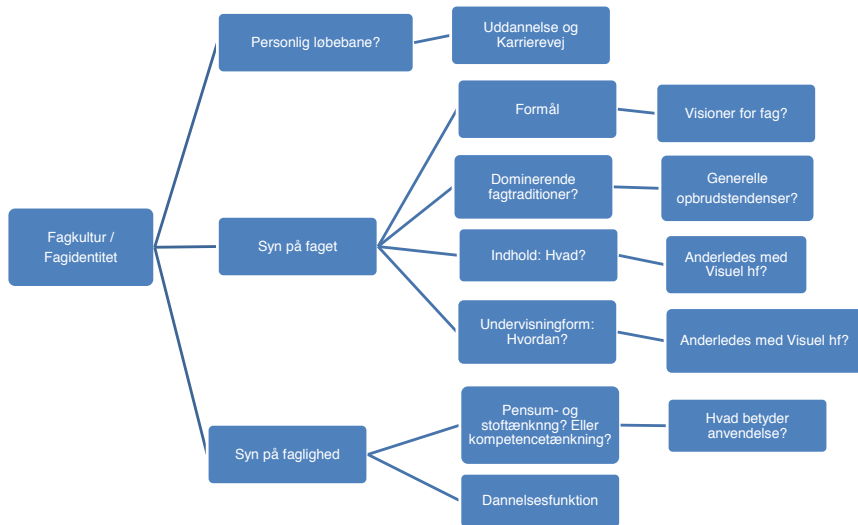 Fagkultur /
Fagidentitet
Personlig løbebane?
Uddannelse og
Karrierevej
Syn på faget
Formål
Visioner for fag?
Dominerende
fagtraditioner?
Generelle
opbrudstendenser?
Indhold: Hvad?
Anderledes med
Visuel hf?
Undervisningform:
Hvordan?
Anderledes med Visuel hf?
Syn på faglighed
Pensum- og
stoftænknng? Eller
kompetencetænkning?
Hvad betyder
anvendelse?
Dannelsesfunktion